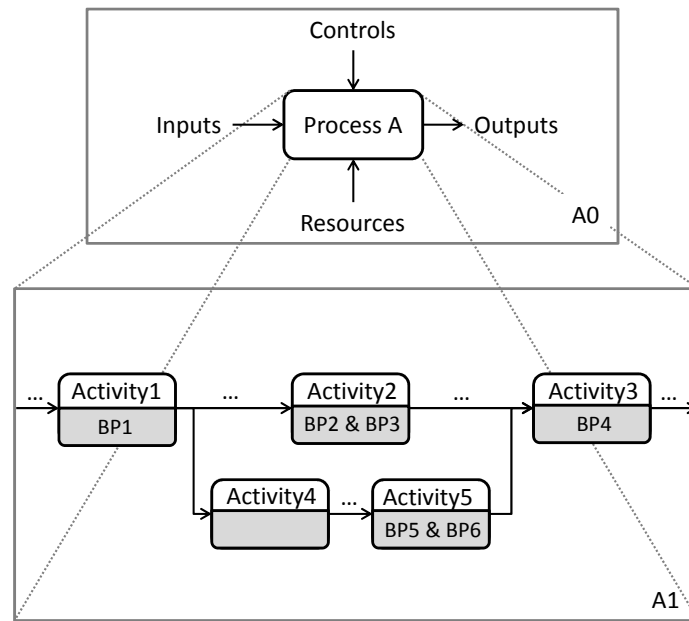 Controls
Inputs
Process A
Outputs
Resources
A0
...
Activity1
BP1
...
Activity2
BP2 & BP3
...
Activity3
BP4
...
Activity4
...
Activity5
BP5 & BP6
A1